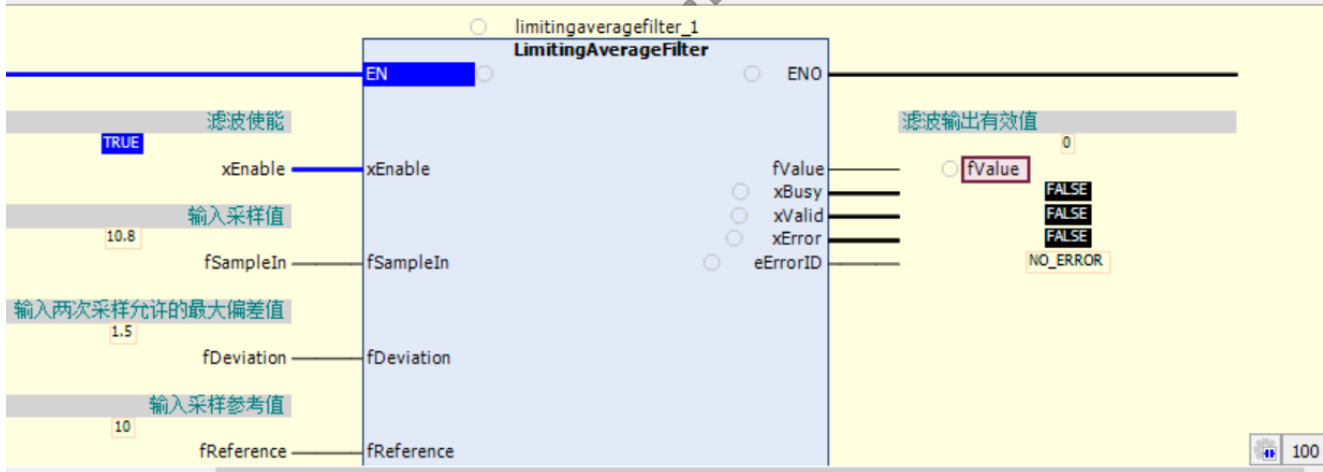 limitingaveragefilter_1
LimitingAverageFilter
EN
ENO
滤波使能
TRUE
xEnable
xEnable
滤波输出有效值
0
fValue
fValue
xBusy
FALSE
xValid
FALSE
xError
FALSE
eErrorID
NO_ERROR
输入采样值
10.8
fSampleIn
fSampleIn
输入两次采样允许的最大偏差值
1.5
fDeviation
fDeviation
输入采样参考值
10
fReference
fReference
100